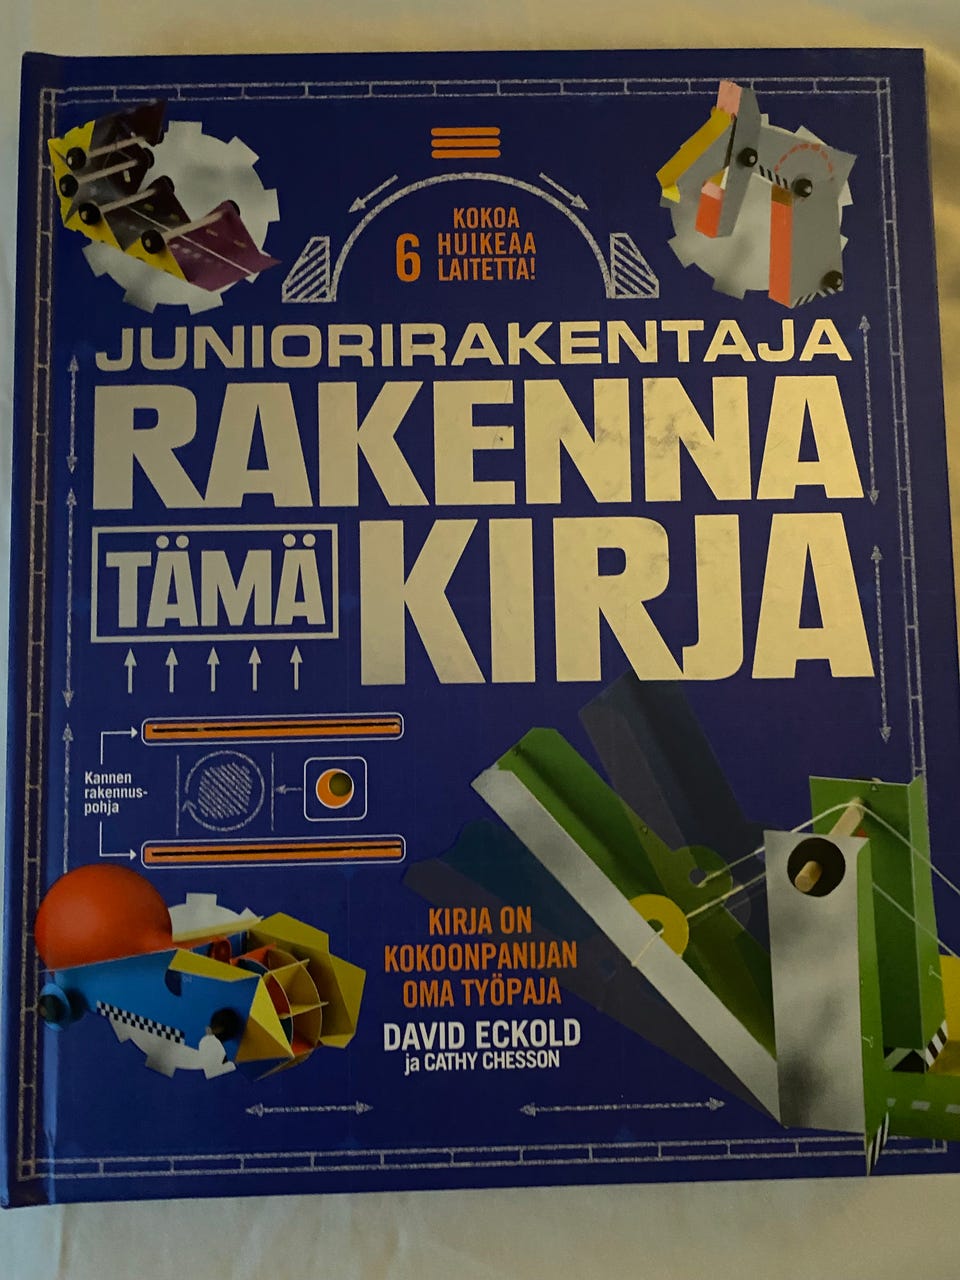 KOKOA
6 HUIKEAA
LAITETTA!
JUNIORIRAKENTAJA
RAKENNA
TÄMÄ KIRJA
Kannen
rakennus-
pohja
KIRJA ON
KOKOONPANIJAN
OMA TYÖPAJA
DAVID ECKOLD
ja CATHY CHESSON